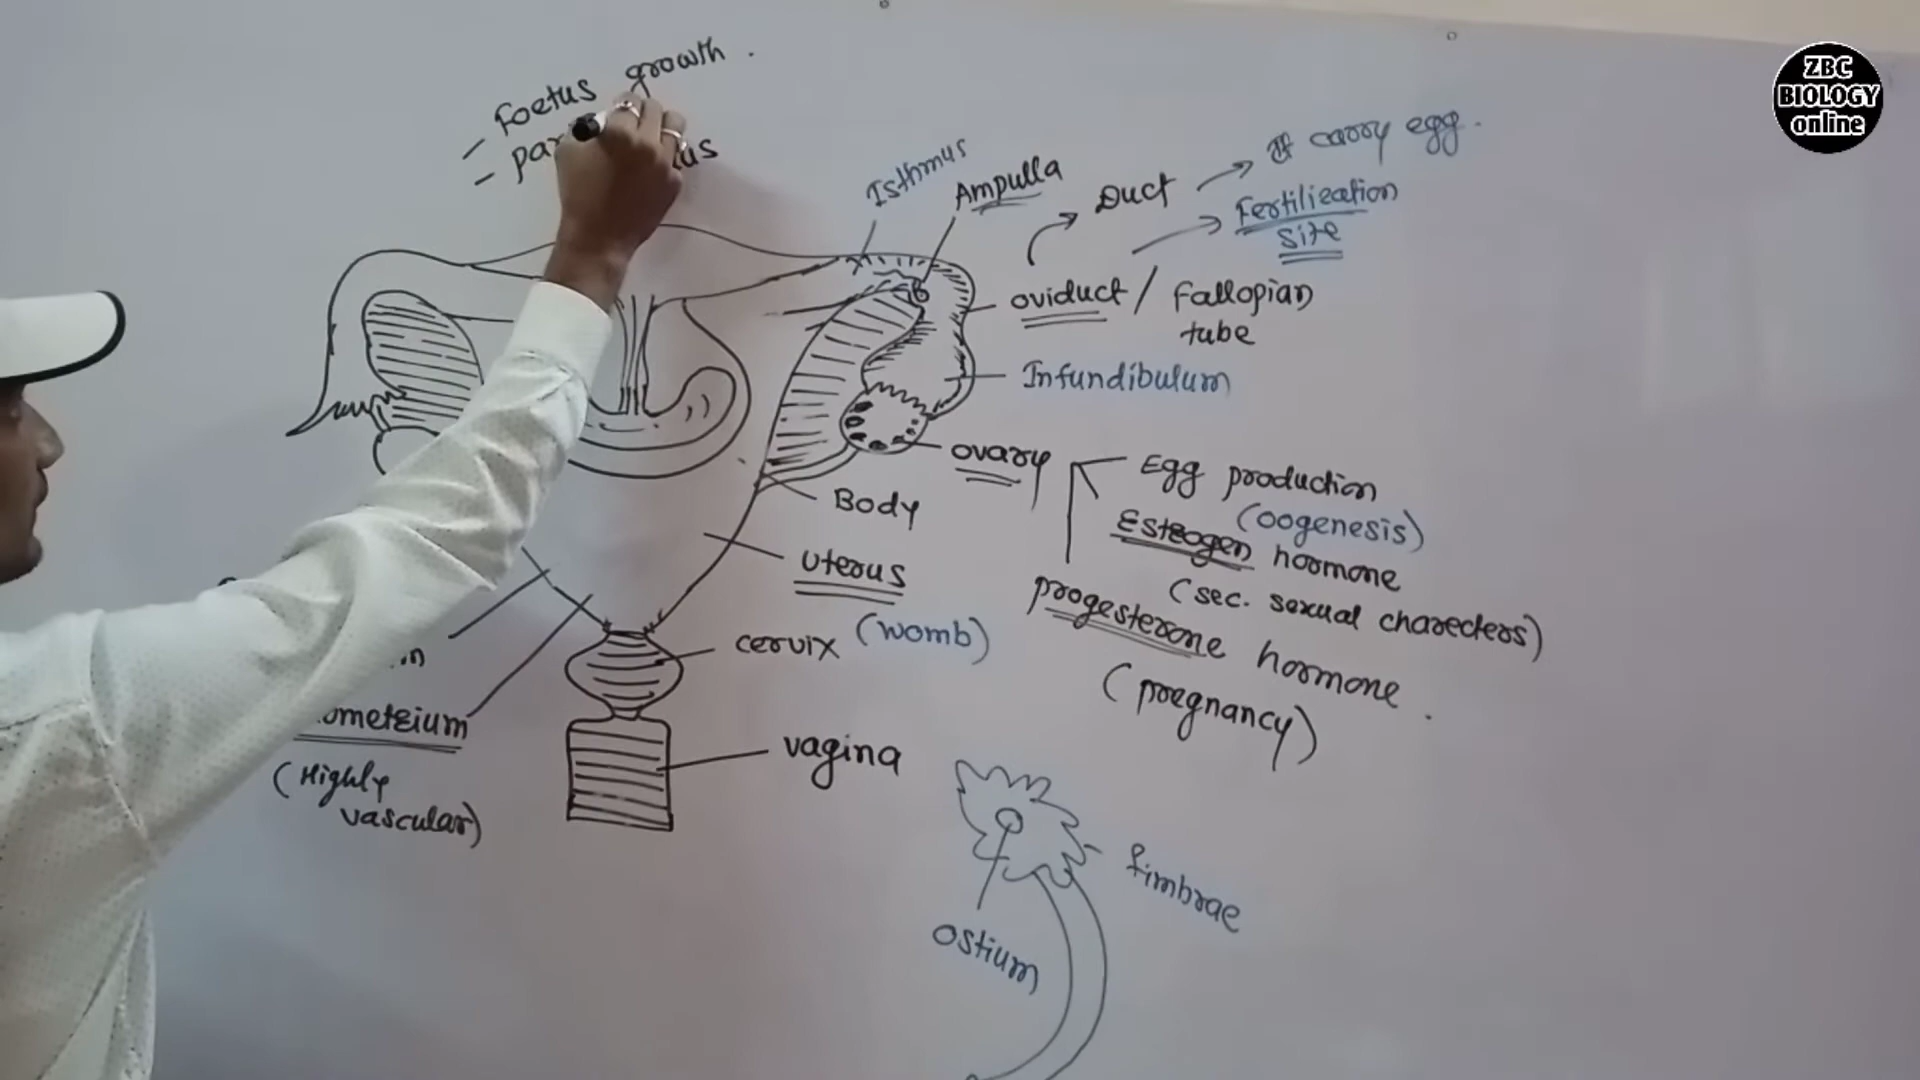 ZBC
BIOLOGY
online
- Foetus growth .
Isthmus
Ampulla
Duct
carry egg .
Fertilization
site
oviduct / Fallopian
tube
Infundibulum
ovary
Egg production
(oogenesis)
Estrogen hormone
(sec. sexual charecters)
progesterone hormone .
(pregnancy)
Body
uterus
(womb)
cervix
vagina
(Highly
vascular)
fimbrae
Ostium